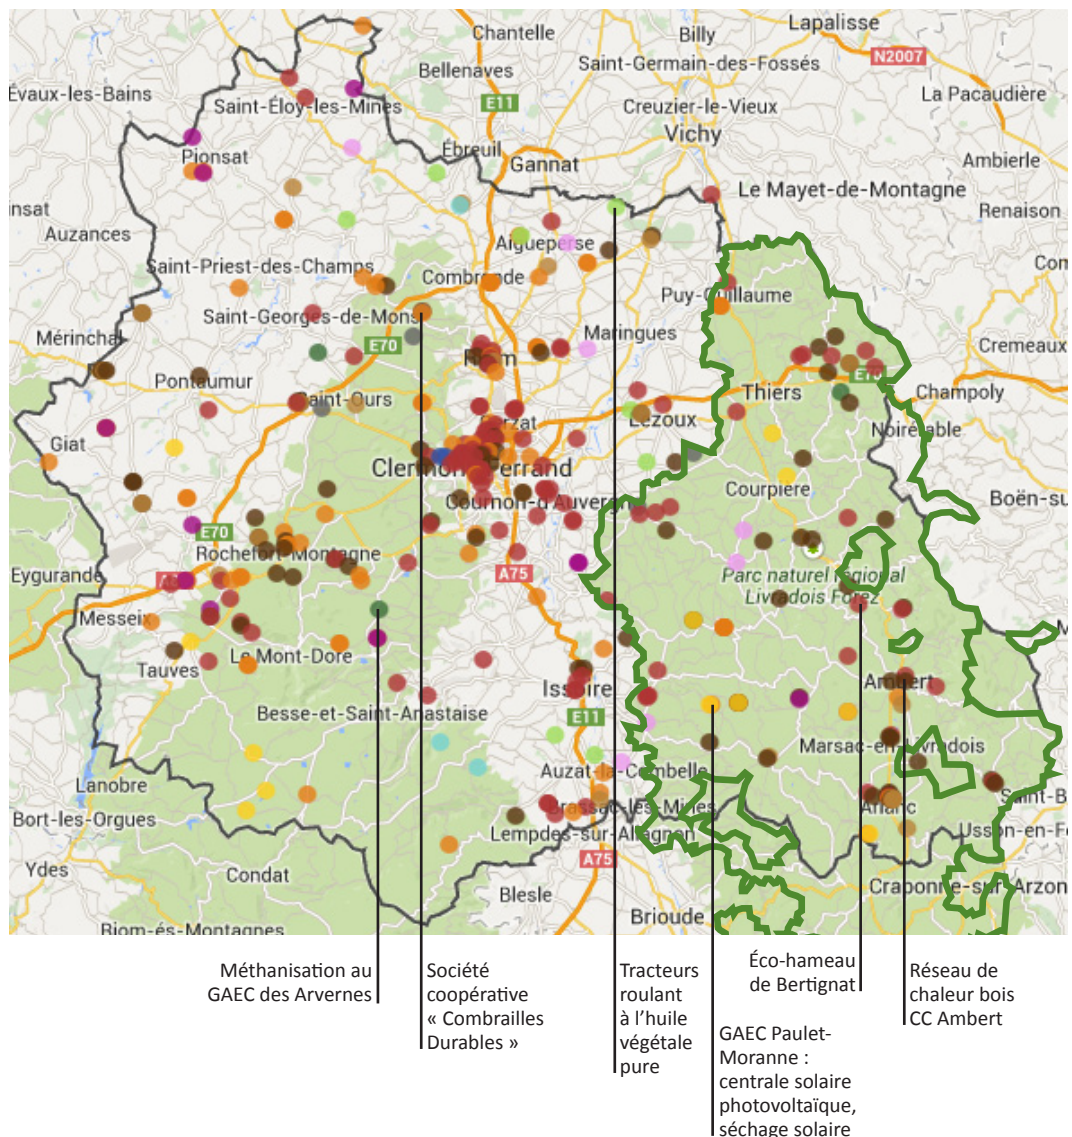 Chantelle
Lapalisse
Billy
N2007
Bellenaves
Saint-Germain-des-Fossés
Évaux-les-Bains
La Pacaudière
Saint-Éloy-les-Mines
E11
Creuzier-le-Vieux
Vichy
Pionsat
Ébreuil
Gannat
Ambierle
Le Mayet-de-Montagne
Renaison
Auzances
Aigueperse
Saint-Priest-des-Champs
Combronde
Puy-Guillaume
Saint-Georges-de-Mons
Maringues
E70
Riom
Cremeaux
Pontaumur
Thiers
E70
Champoly
Saint-Ours
Lezoux
Noirétable
Giat
Clermont-Ferrand
Courpière
Cournon-d'Auvergne
Boën-su
E70
Rochefort-Montagne
Eygurande
A75
Parc naturel régional
Livradois Forez
Messeix
Le Mont-Dore
Tauves
Issoire
Ambert
Besse-et-Saint-Anastaise
E11
Marsac-en-Livradois
Lanobre
Auzat-la-Combelle
Bort-les-Orgues
Brassac-les-Mines
Arlanc
Saint-B
Lempdes-sur-Allagnon
Usson-en-Fo
A75
Ydes
Condat
Blesle
Craponne-sur-Arzon
Brioude
Riom-és-Montagnes
Méthanisation au
GAEC des Arvernes
Société
coopérative
« Combrailles
Durables »
Tracteurs
roulant
à l’huile
végétale
pure
GAEC Paulet-
Moranne :
centrale solaire
photovoltaïque,
séchage solaire
Éco-hameau
de Bertignat
Réseau de
chaleur bois
CC Ambert